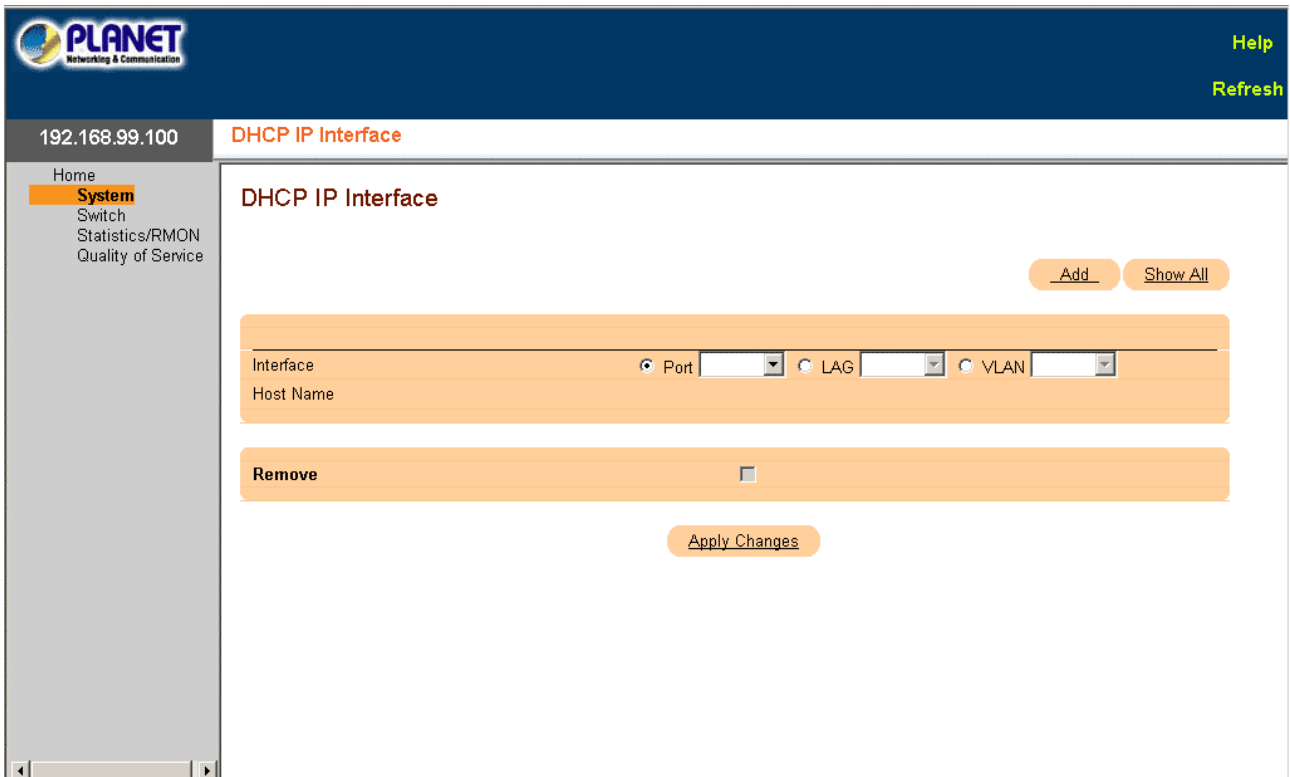 PLANET
Networking & Communication
Help
Refresh
192.168.99.100
DHCP IP Interface
Home
System
Switch
Statistics/RMON
Quality of Service
DHCP IP Interface
Add Show All
Interface Port LAG VLAN
Host Name
Remove
Apply Changes